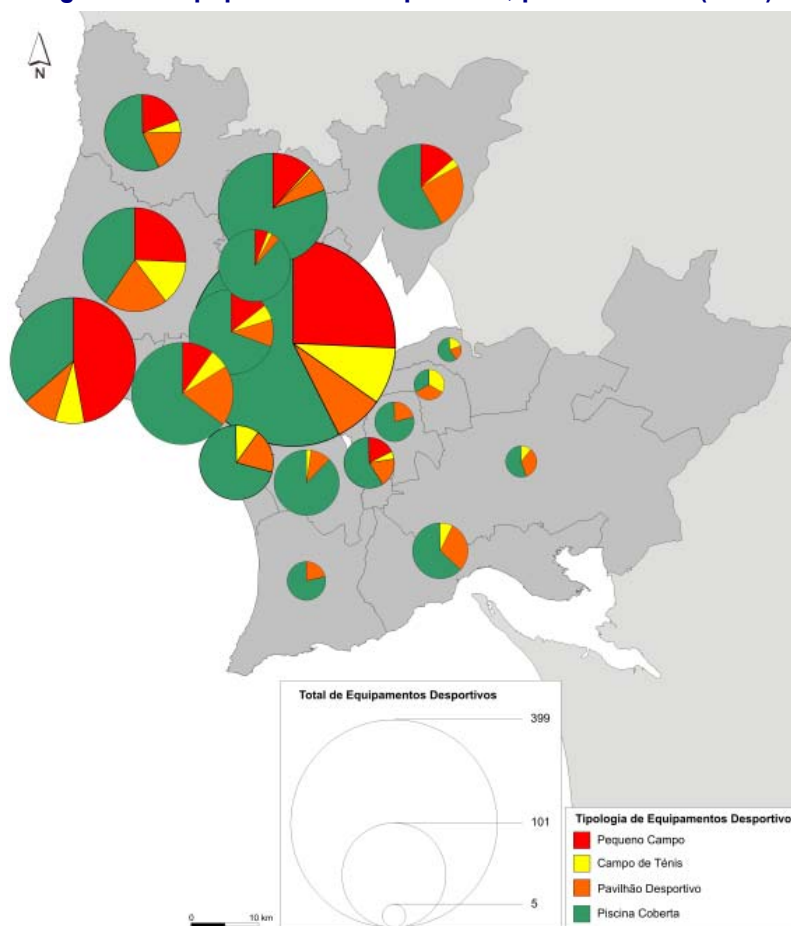 N
Total de Equipamentos Desportivos
399
101
5
0 10 km
Tipologia de Equipamentos Desportivo
Pequeno Campo
Campo de Ténis
Pavilhão Desportivo
Piscina Coberta